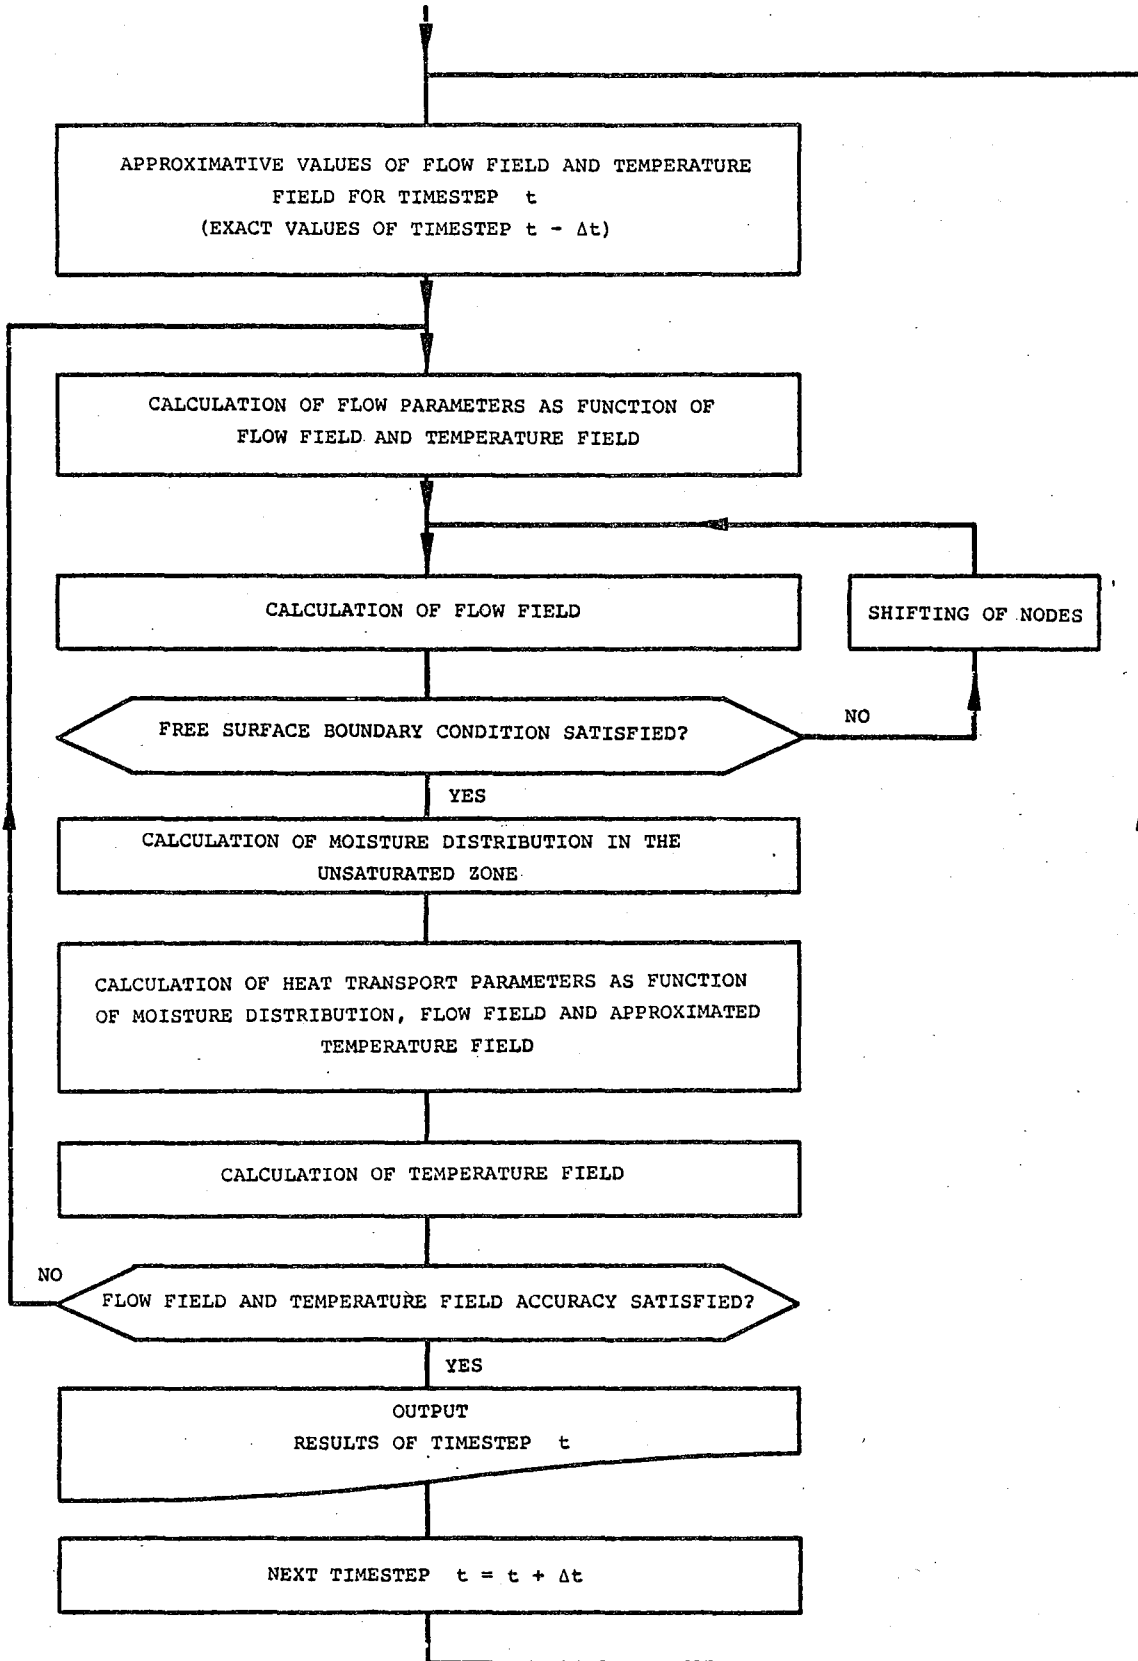 APPROXIMATIVE VALUES OF FLOW FIELD AND TEMPERATURE
FIELD FOR TIMESTEP t
(EXACT VALUES OF TIMESTEP t - Δt)
CALCULATION OF FLOW PARAMETERS AS FUNCTION OF
FLOW FIELD AND TEMPERATURE FIELD
CALCULATION OF FLOW FIELD
SHIFTING OF NODES
FREE SURFACE BOUNDARY CONDITION SATISFIED?
NO
YES
CALCULATION OF MOISTURE DISTRIBUTION IN THE
UNSATURATED ZONE
CALCULATION OF HEAT TRANSPORT PARAMETERS AS FUNCTION
OF MOISTURE DISTRIBUTION, FLOW FIELD AND APPROXIMATED
TEMPERATURE FIELD
CALCULATION OF TEMPERATURE FIELD
NO
FLOW FIELD AND TEMPERATURE FIELD ACCURACY SATISFIED?
YES
OUTPUT
RESULTS OF TIMESTEP t
NEXT TIMESTEP t = t + Δt